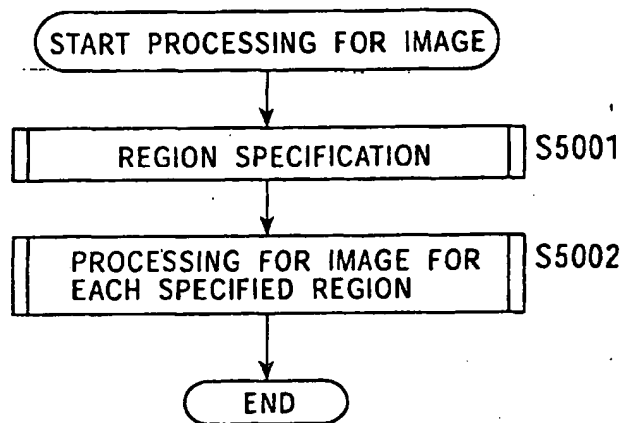 START PROCESSING FOR IMAGE
REGION SPECIFICATION
S5001
PROCESSING FOR IMAGE FOR
EACH SPECIFIED REGION
S5002
END